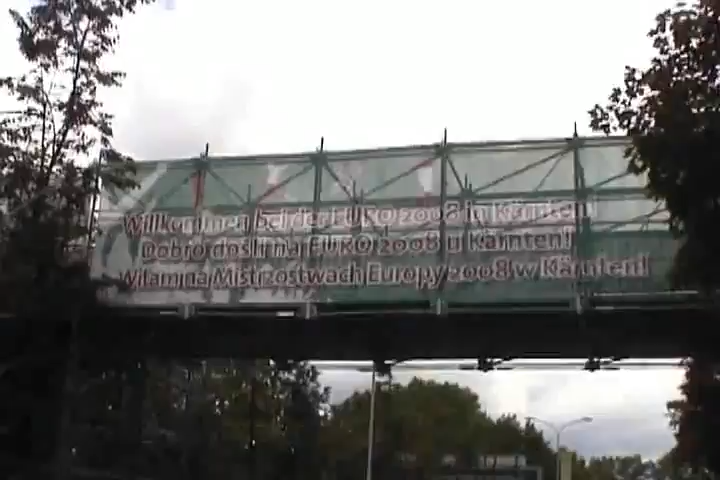 Willkommen bei der EURO 2008 in Kärnten!
Dobro došli na EURO 2008 u Kärnten!
Witamy na Mistrzostwach Europy 2008 w Kärnten!